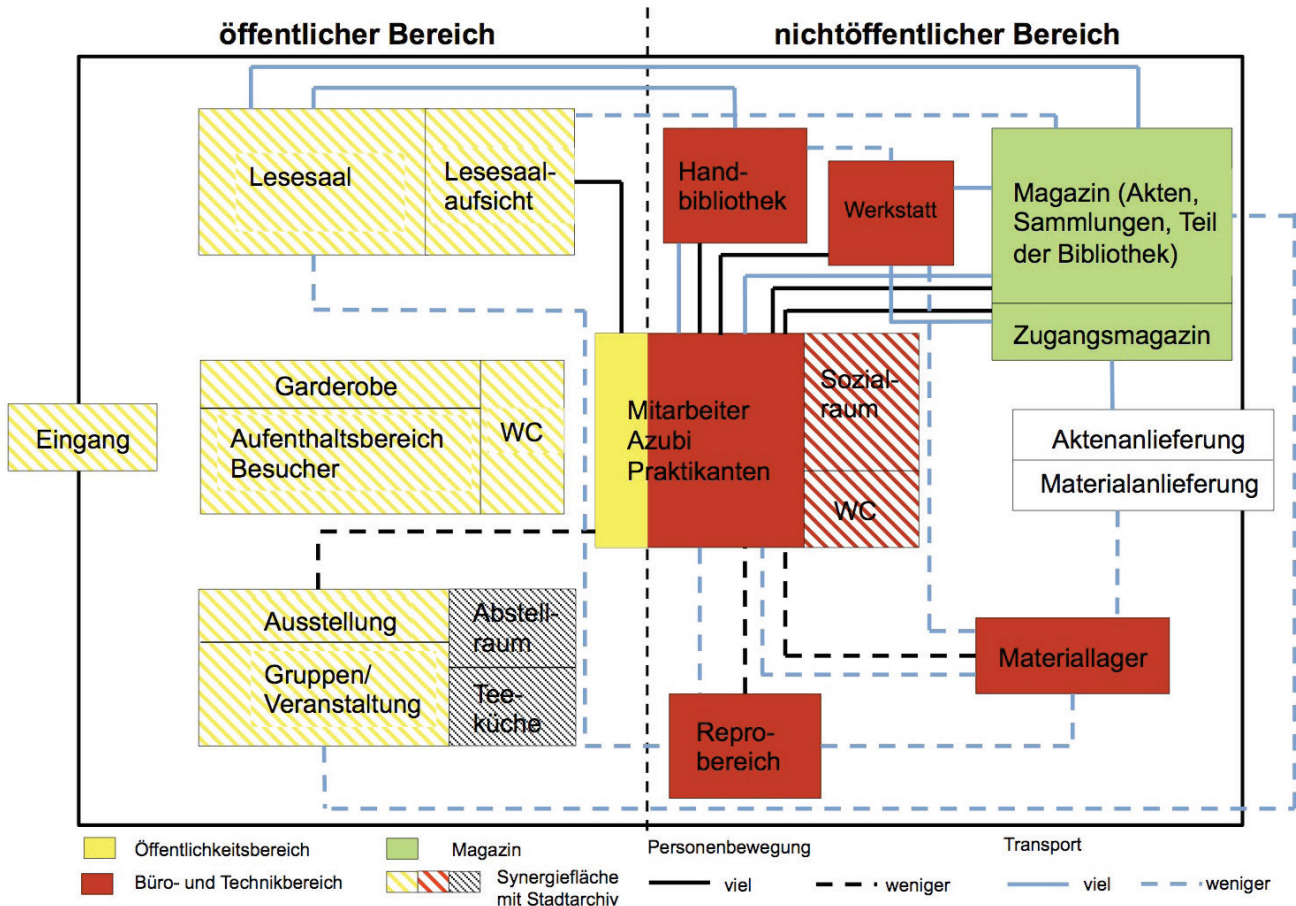 öffentlicher Bereich
nichtöffentlicher Bereich
Lesesaal
Lesesaal-
aufsicht
Hand-
bibliothek
Werkstatt
Magazin (Akten,
Sammlungen, Teil
der Bibliothek)
Zugangsmagazin
Eingang
Garderobe
Aufenthaltsbereich
Besucher
WC
Mitarbeiter
Azubi
Praktikanten
Sozial-
raum
WC
Aktenanlieferung
Materialanlieferung
Ausstellung
Gruppen/
Veranstaltung
Abstell-
raum
Tee-
küche
Repro-
bereich
Materiallager
Öffentlichkeitsbereich
Büro- und Technikbereich
Magazin
Synergiefläche
mit Stadtarchiv
Personenbewegung
viel
weniger
Transport
viel
weniger